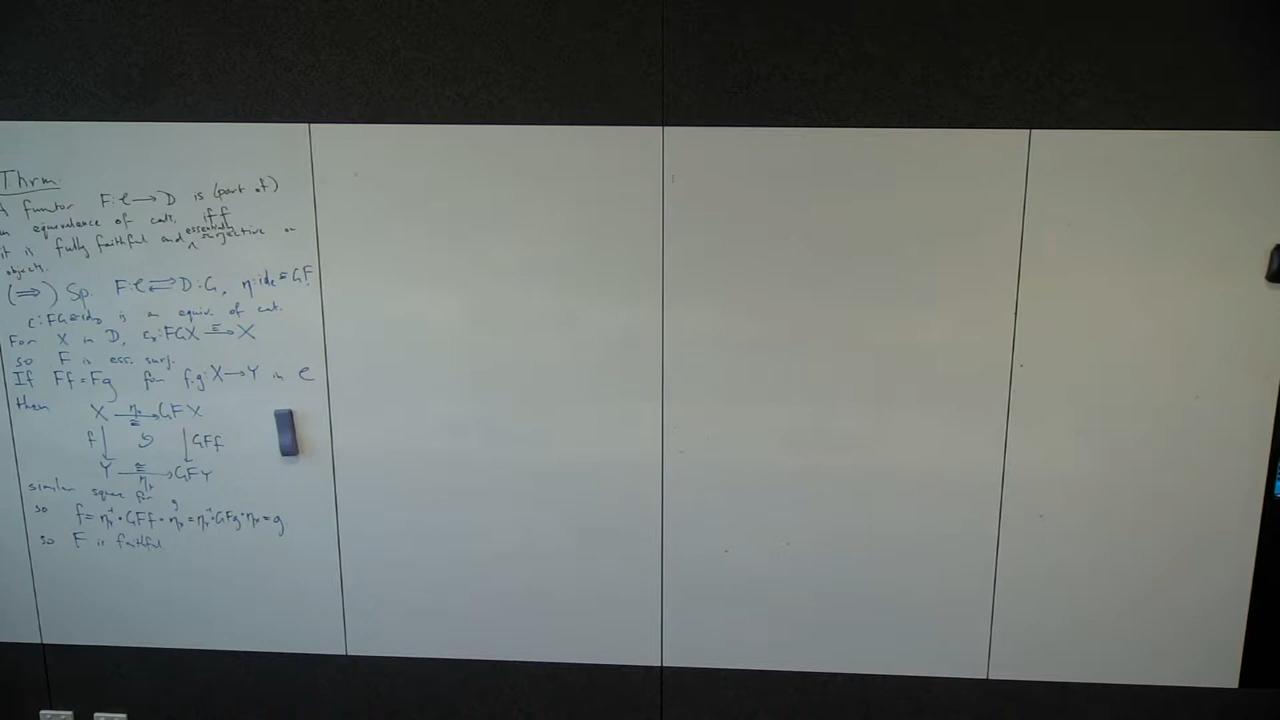 Thrm.
A functor F: C → D is (part of)
an equivalence of cats. iff
it is fully faithful and essentially surjective on
objects.
(⇒) Sp. F: C ⇄ D : G, η: id_C ≅ GF,
ε: FG ≅ id_D is an equiv. of cat.
For X in D, ε_X: FGX ≅→ X
so F is ess. surj.
If Ff = Fg for f,g: X → Y in C
then X —η_X ≅→ GFX
f ↓ ↺ ↓ GFf
Y —≅ η_Y→ GFY
similar square for g
so f = η_Y⁻¹ · GFf · η_X = η_Y⁻¹ · GFg · η_X = g
so F is faithful